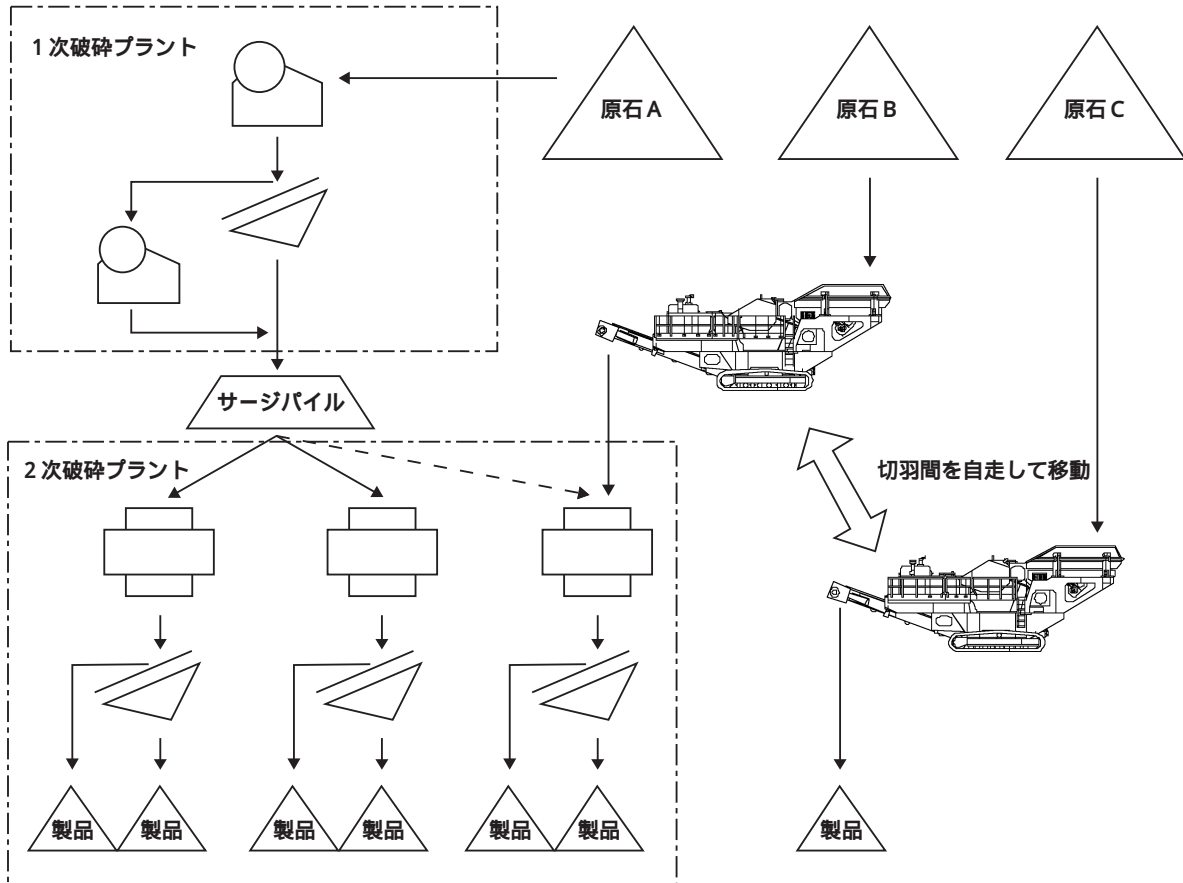 1次破砕プラント
原石A
原石B
原石C
サージパイル
2次破砕プラント
切羽間を自走して移動
製品
製品
製品
製品
製品
製品
製品